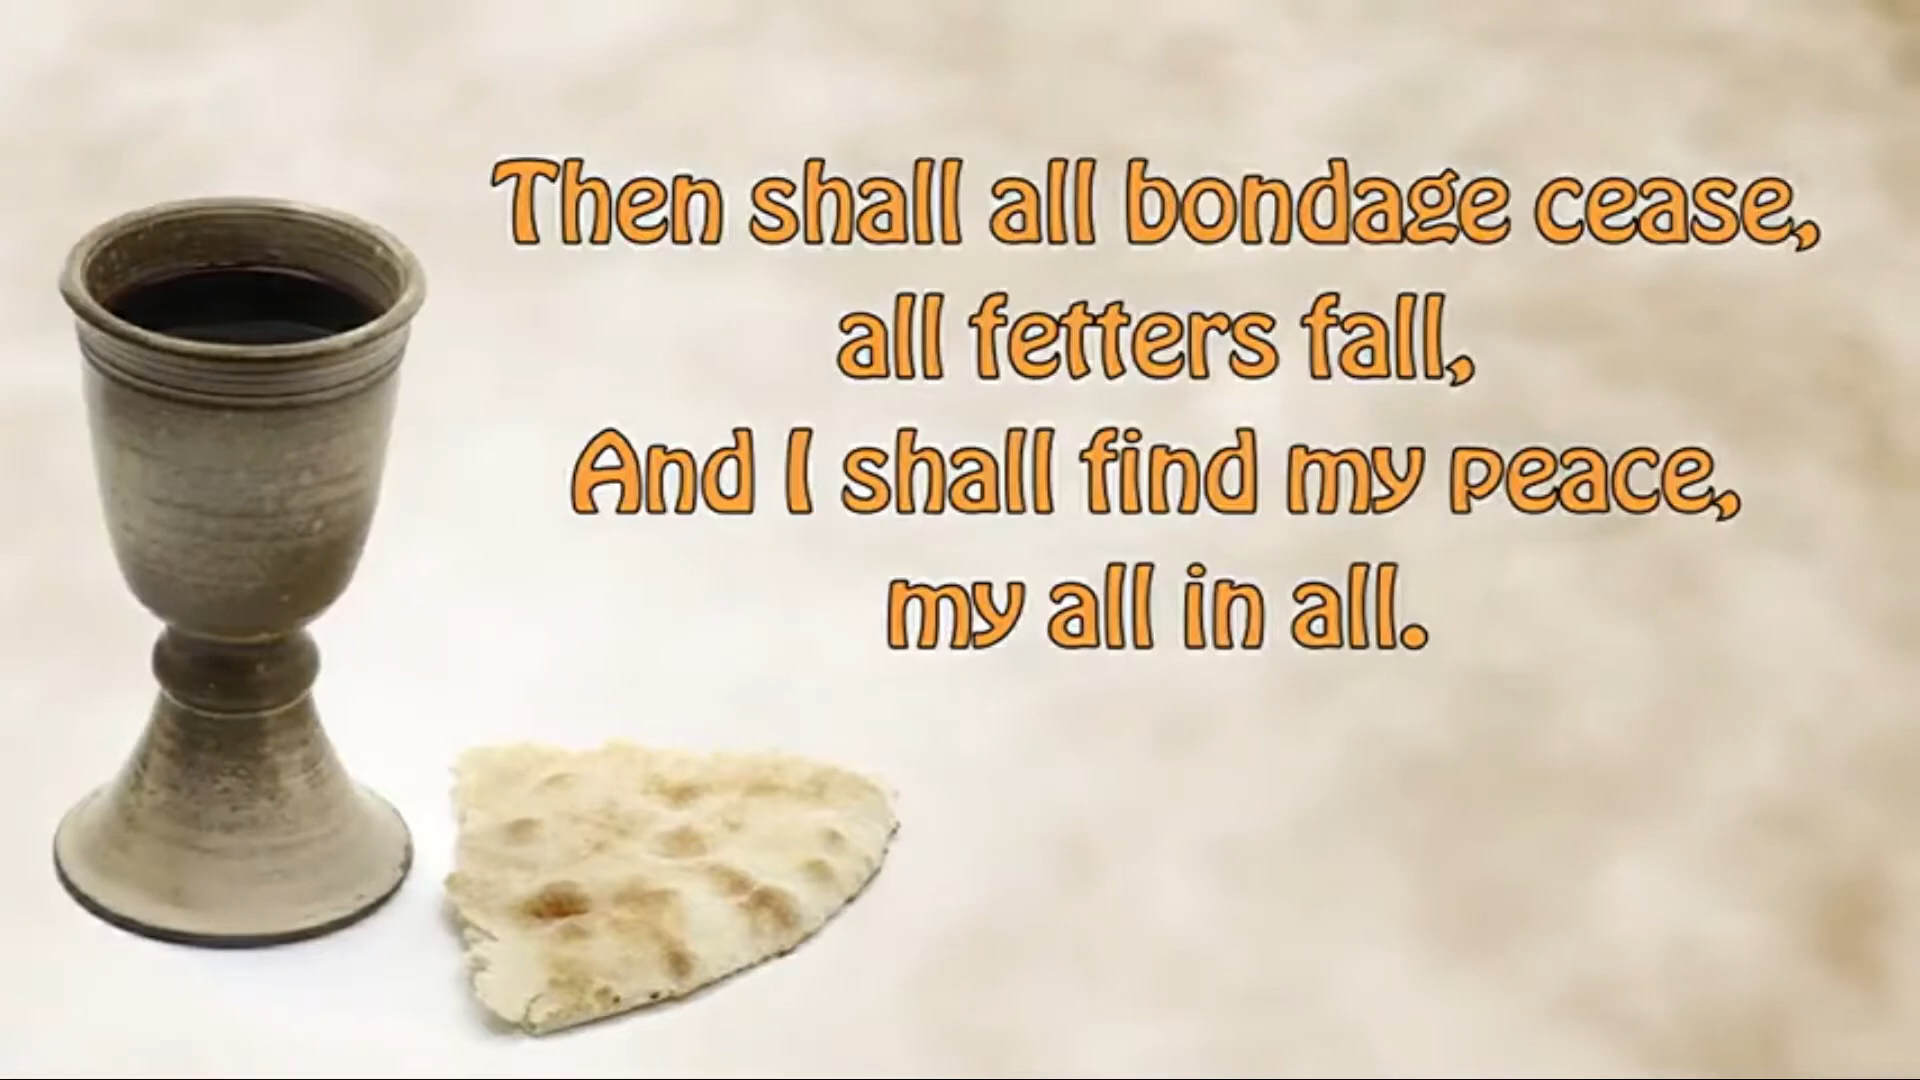 Then shall all bondage cease,
all fetters fall,
And I shall find my peace,
my all in all.